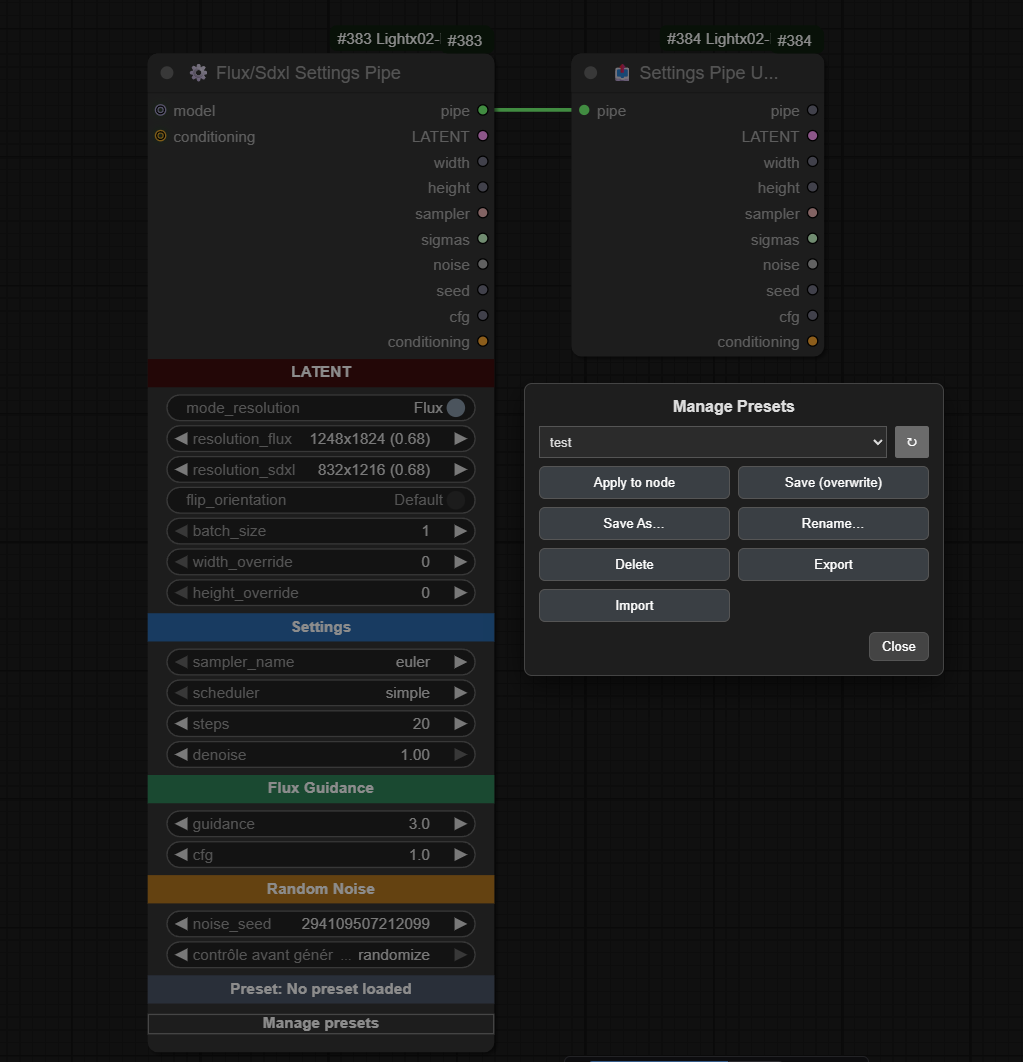 #383 Lightx02- #383
#384 Lightx02- #384
Flux/Sdxl Settings Pipe
Settings Pipe U...
model pipe
conditioning LATENT
width
height
sampler
sigmas
noise
seed
cfg
conditioning
pipe pipe
LATENT
width
height
sampler
sigmas
noise
seed
cfg
conditioning
LATENT
mode_resolution Flux
resolution_flux 1248x1824 (0.68)
resolution_sdxl 832x1216 (0.68)
flip_orientation Default
batch_size 1
width_override 0
height_override 0
Settings
sampler_name euler
scheduler simple
steps 20
denoise 1.00
Flux Guidance
guidance 3.0
cfg 1.0
Random Noise
noise_seed 294109507212099
contrôle avant génér ... randomize
Preset: No preset loaded
Manage presets
Manage Presets
test
Apply to node Save (overwrite)
Save As... Rename...
Delete Export
Import
Close